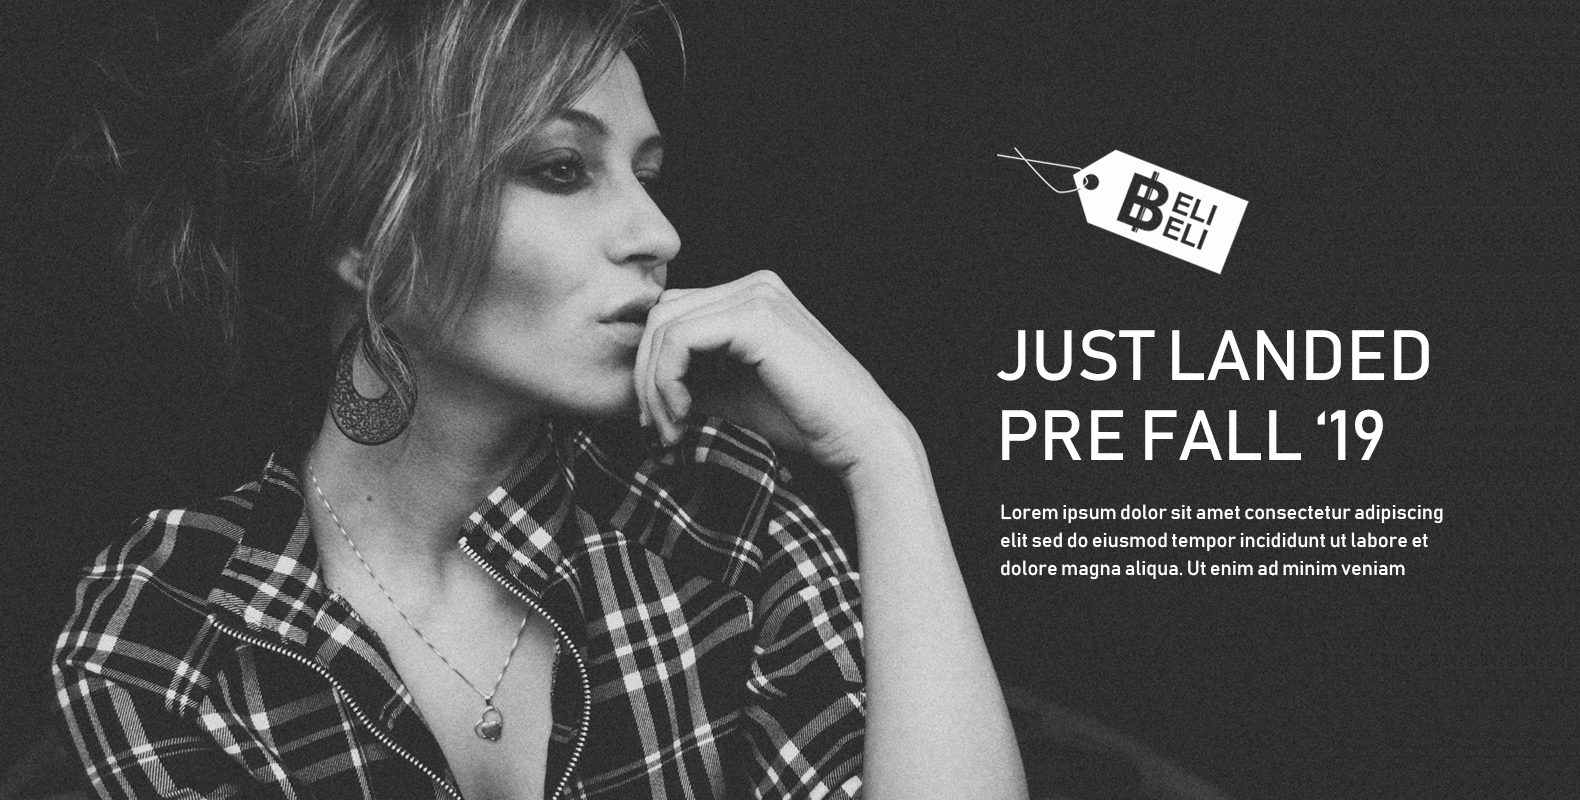 BELI
ELI
JUST LANDED
PRE FALL ‘19
Lorem ipsum dolor sit amet consectetur adipiscing
elit sed do eiusmod tempor incididunt ut labore et
dolore magna aliqua. Ut enim ad minim veniam